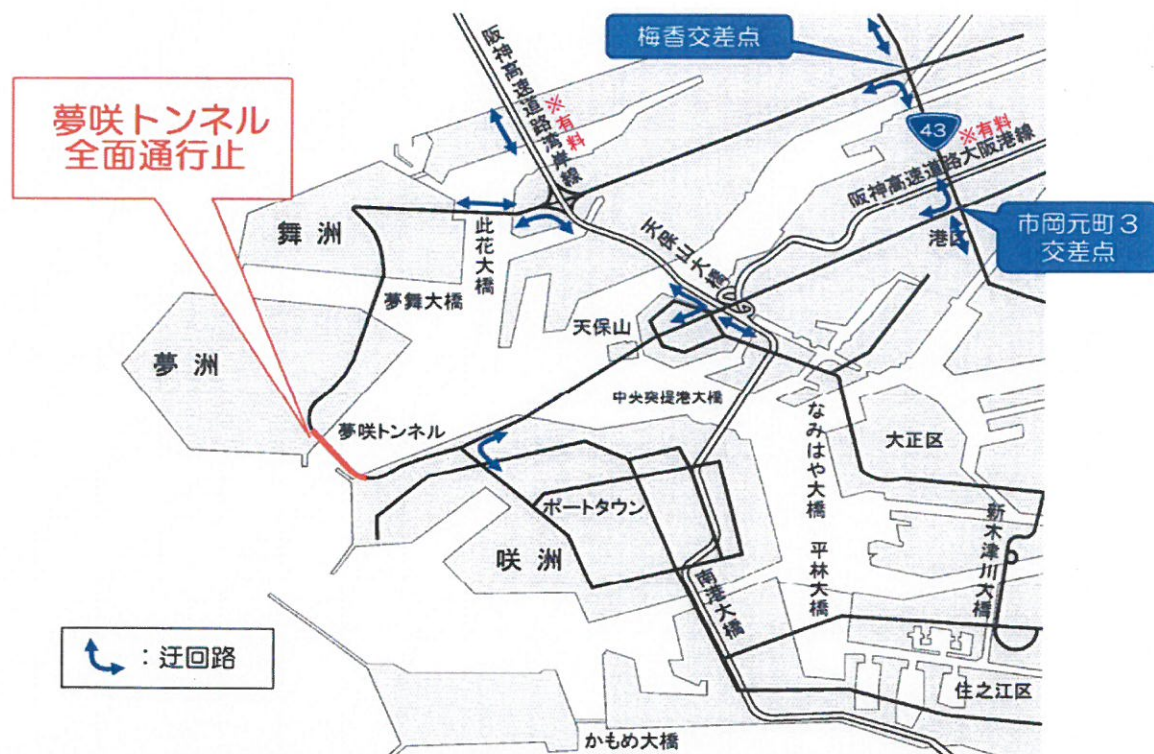 夢咲トンネル
全面通行止
梅香交差点
阪神高速道路湾岸線
※有料
43
※有料
阪神高速道路大阪港線
市岡元町3
交差点
港区
舞洲
此花大橋
夢舞大橋
天保山大橋
天保山
夢洲
中央突堤港大橋
夢咲トンネル
なみはや大橋
大正区
ポートタウン
咲洲
平林大橋
新木津川大橋
南港大橋
:迂回路
住之江区
かもめ大橋